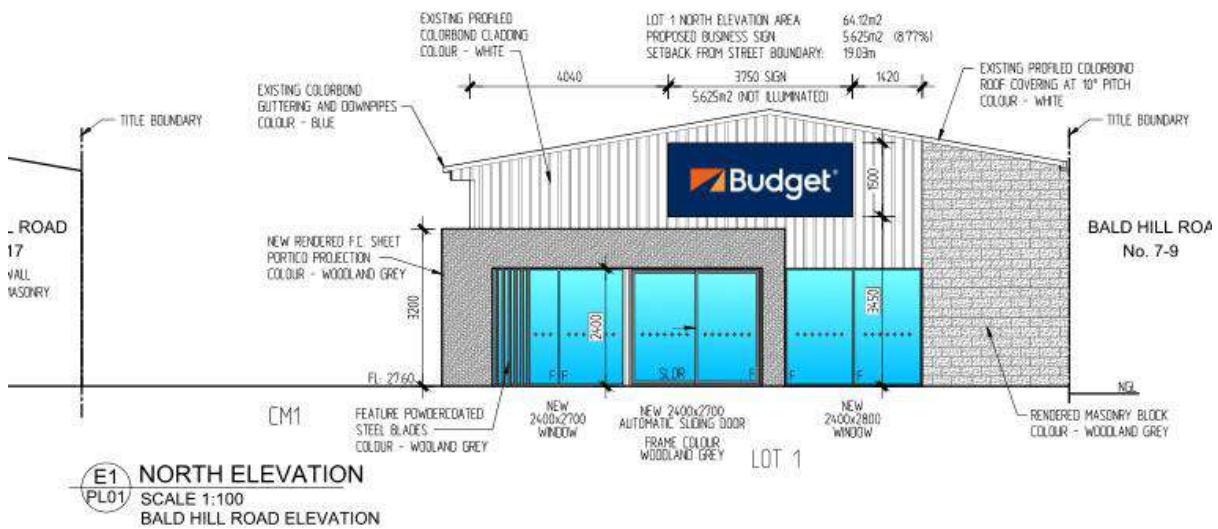 EXISTING PROFILED
COLORBOND CLADDING
COLOUR - WHITE
LOT 1 NORTH ELEVATION AREA 64.12m2
PROPOSED BUSINESS SIGN 5.625m2 (8.77%)
SETBACK FROM STREET BOUNDARY: 19.03m
4040
3750 SIGN
1420
5.625m2 (NOT ILLUMINATED)
EXISTING PROFILED COLORBOND
ROOF COVERING AT 10° PITCH
COLOUR - WHITE
EXISTING COLORBOND
GUTTERING AND DOWNPIPES
COLOUR - BLUE
TITLE BOUNDARY
TITLE BOUNDARY
Budget®
1500
L ROAD
17
WALL
MASONRY
BALD HILL ROA
No. 7-9
NEW RENDERED F.C. SHEET
PORTICO PROJECTION
COLOUR - WOODLAND GREY
3200
2400
3450
FL: 27.60
F F
SLDR
F
F
F
NGL
CM1
FEATURE POWDERCOATED
STEEL BLADES
COLOUR - WOOLAND GREY
NEW
2400x2700
WINDOW
NEW 2400x2700
AUTOMATIC SLIDING DOOR
FRAME COLOUR
WOODLAND GREY
NEW
2400x2800
WINDOW
LOT 1
RENDERED MASONRY BLOCK
COLOUR - WOODLAND GREY
E1
PL01
NORTH ELEVATION
SCALE 1:100
BALD HILL ROAD ELEVATION